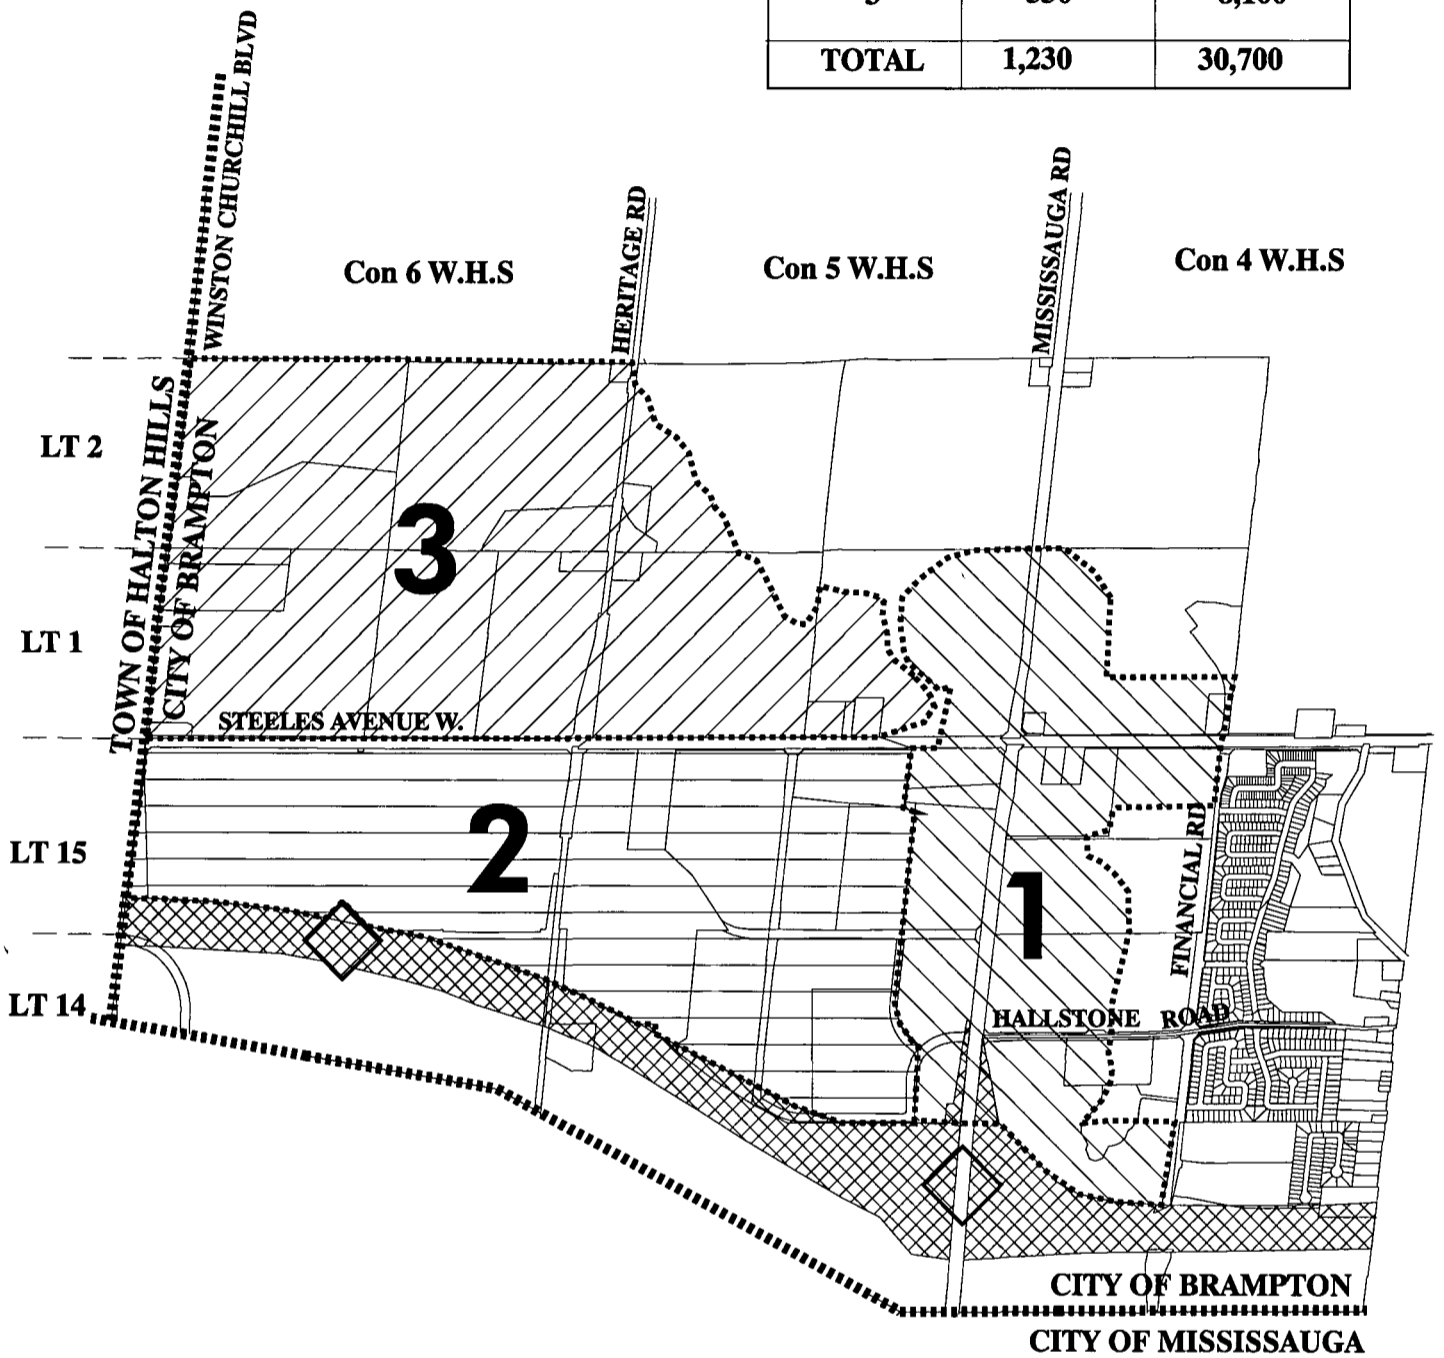 TOTAL 1,230 30,700
WINSTON CHURCHILL BLVD
HERITAGE RD
MISSISSAUGA RD
Con 6 W.H.S
Con 5 W.H.S
Con 4 W.H.S
LT 2
TOWN OF HALTON HILLS
CITY OF BRAMPTON
3
LT 1
STEELES AVENUE W.
2
LT 15
1
FINANCIAL RD
LT 14
HALLSTONE ROAD
CITY OF BRAMPTON
CITY OF MISSISSAUGA